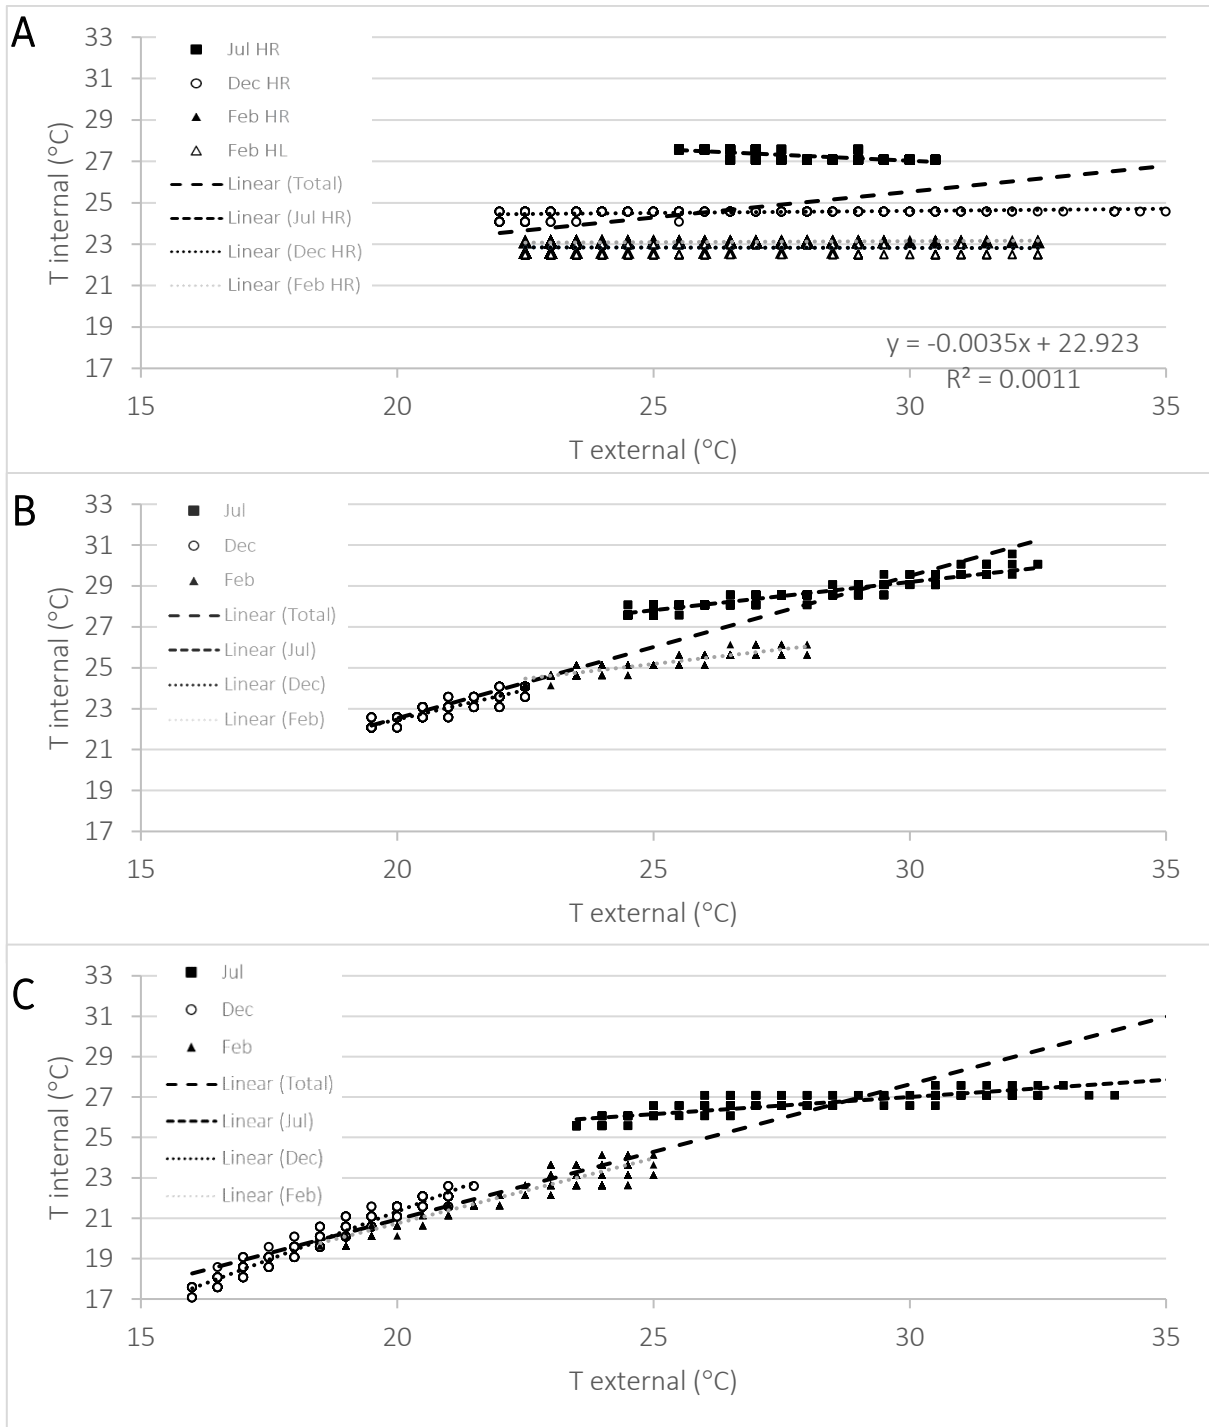 A
33
31
29
27
25
23
21
19
17
T internal (°C)
Jul HR
Dec HR
Feb HR
Feb HL
Linear (Total)
Linear (Jul HR)
Linear (Dec HR)
Linear (Feb HR)
y = -0.0035x + 22.923
R² = 0.0011
15 20 25 30 35
T external (°C)
B
33
31
29
27
25
23
21
19
17
T internal (°C)
Jul
Dec
Feb
Linear (Total)
Linear (Jul)
Linear (Dec)
Linear (Feb)
15 20 25 30 35
T external (°C)
C
33
31
29
27
25
23
21
19
17
T internal (°C)
Jul
Dec
Feb
Linear (Total)
Linear (Jul)
Linear (Dec)
Linear (Feb)
15 20 25 30 35
T external (°C)